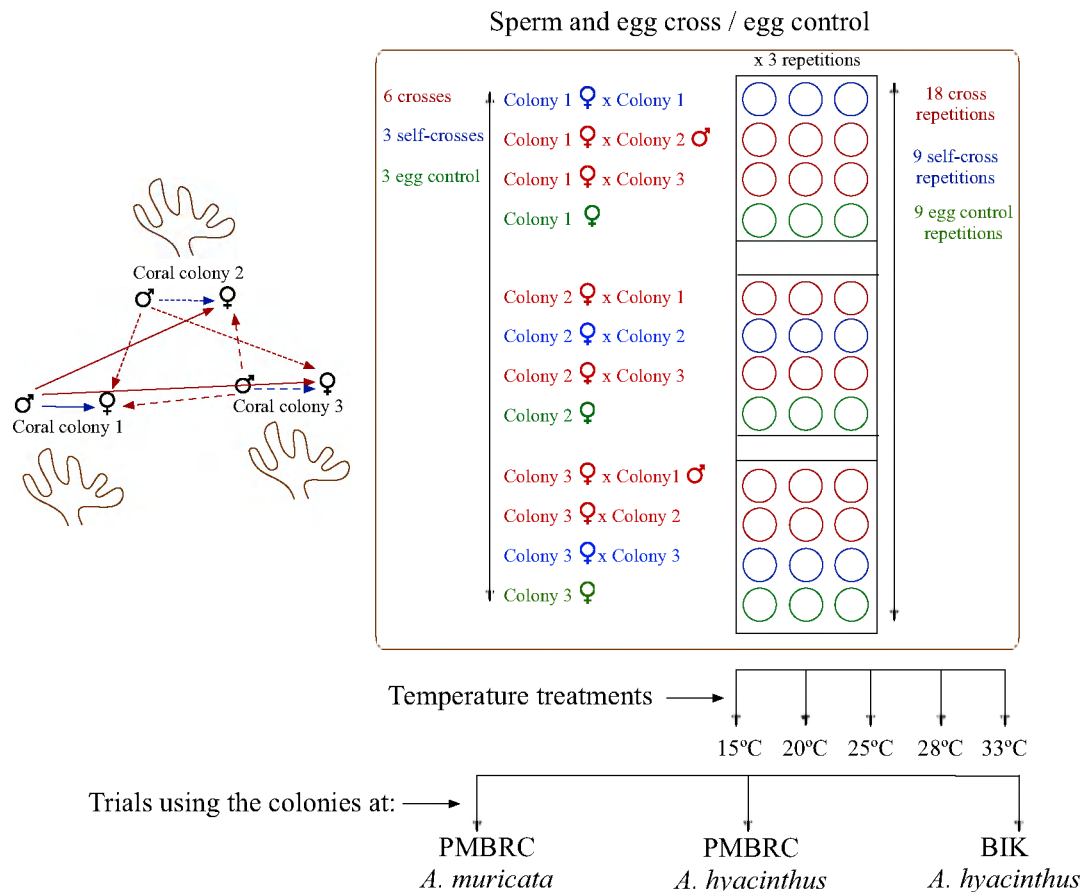 Sperm and egg cross / egg control
x 3 repetitions
6 crosses
3 self-crosses
3 egg control
Colony 1 ♀ x Colony 1
Colony 1 ♀ x Colony 2 ♂
Colony 1 ♀ x Colony 3
Colony 1 ♀
Colony 2 ♀ x Colony 1
Colony 2 ♀ x Colony 2
Colony 2 ♀ x Colony 3
Colony 2 ♀
Colony 3 ♀ x Colony1 ♂
Colony 3 ♀ x Colony 2
Colony 3 ♀ x Colony 3
Colony 3 ♀
18 cross
repetitions
9 self-cross
repetitions
9 egg control
repetitions
Coral colony 2
♂ ♀
♂ ♀
Coral colony 1
♂ ♀
Coral colony 3
Temperature treatments
15ºC 20ºC 25ºC 28ºC 33ºC
Trials using the colonies at:
PMBRC
A. muricata
PMBRC
A. hyacinthus
BIK
A. hyacinthus